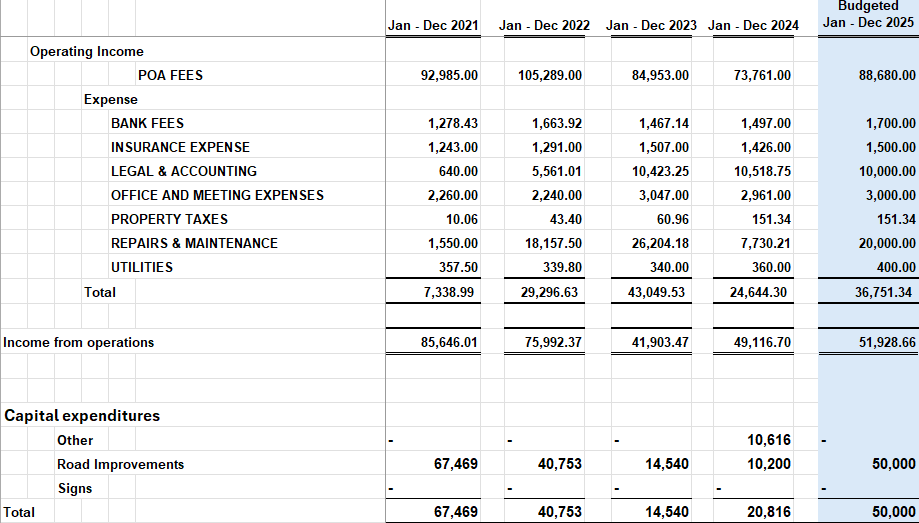 Budgeted
Jan - Dec 2021 Jan - Dec 2022 Jan - Dec 2023 Jan - Dec 2024 Jan - Dec 2025
Operating Income
POA FEES 92,985.00 105,289.00 84,953.00 73,761.00 88,680.00
Expense
BANK FEES 1,278.43 1,663.92 1,467.14 1,497.00 1,700.00
INSURANCE EXPENSE 1,243.00 1,291.00 1,507.00 1,426.00 1,500.00
LEGAL & ACCOUNTING 640.00 5,561.01 10,423.25 10,518.75 10,000.00
OFFICE AND MEETING EXPENSES 2,260.00 2,240.00 3,047.00 2,961.00 3,000.00
PROPERTY TAXES 10.06 43.40 60.96 151.34 151.34
REPAIRS & MAINTENANCE 1,550.00 18,157.50 26,204.18 7,730.21 20,000.00
UTILITIES 357.50 339.80 340.00 360.00 400.00
Total 7,338.99 29,296.63 43,049.53 24,644.30 36,751.34
Income from operations 85,646.01 75,992.37 41,903.47 49,116.70 51,928.66
Capital expenditures
Other - - - 10,616 -
Road Improvements 67,469 40,753 14,540 10,200 50,000
Signs - - - - -
Total 67,469 40,753 14,540 20,816 50,000